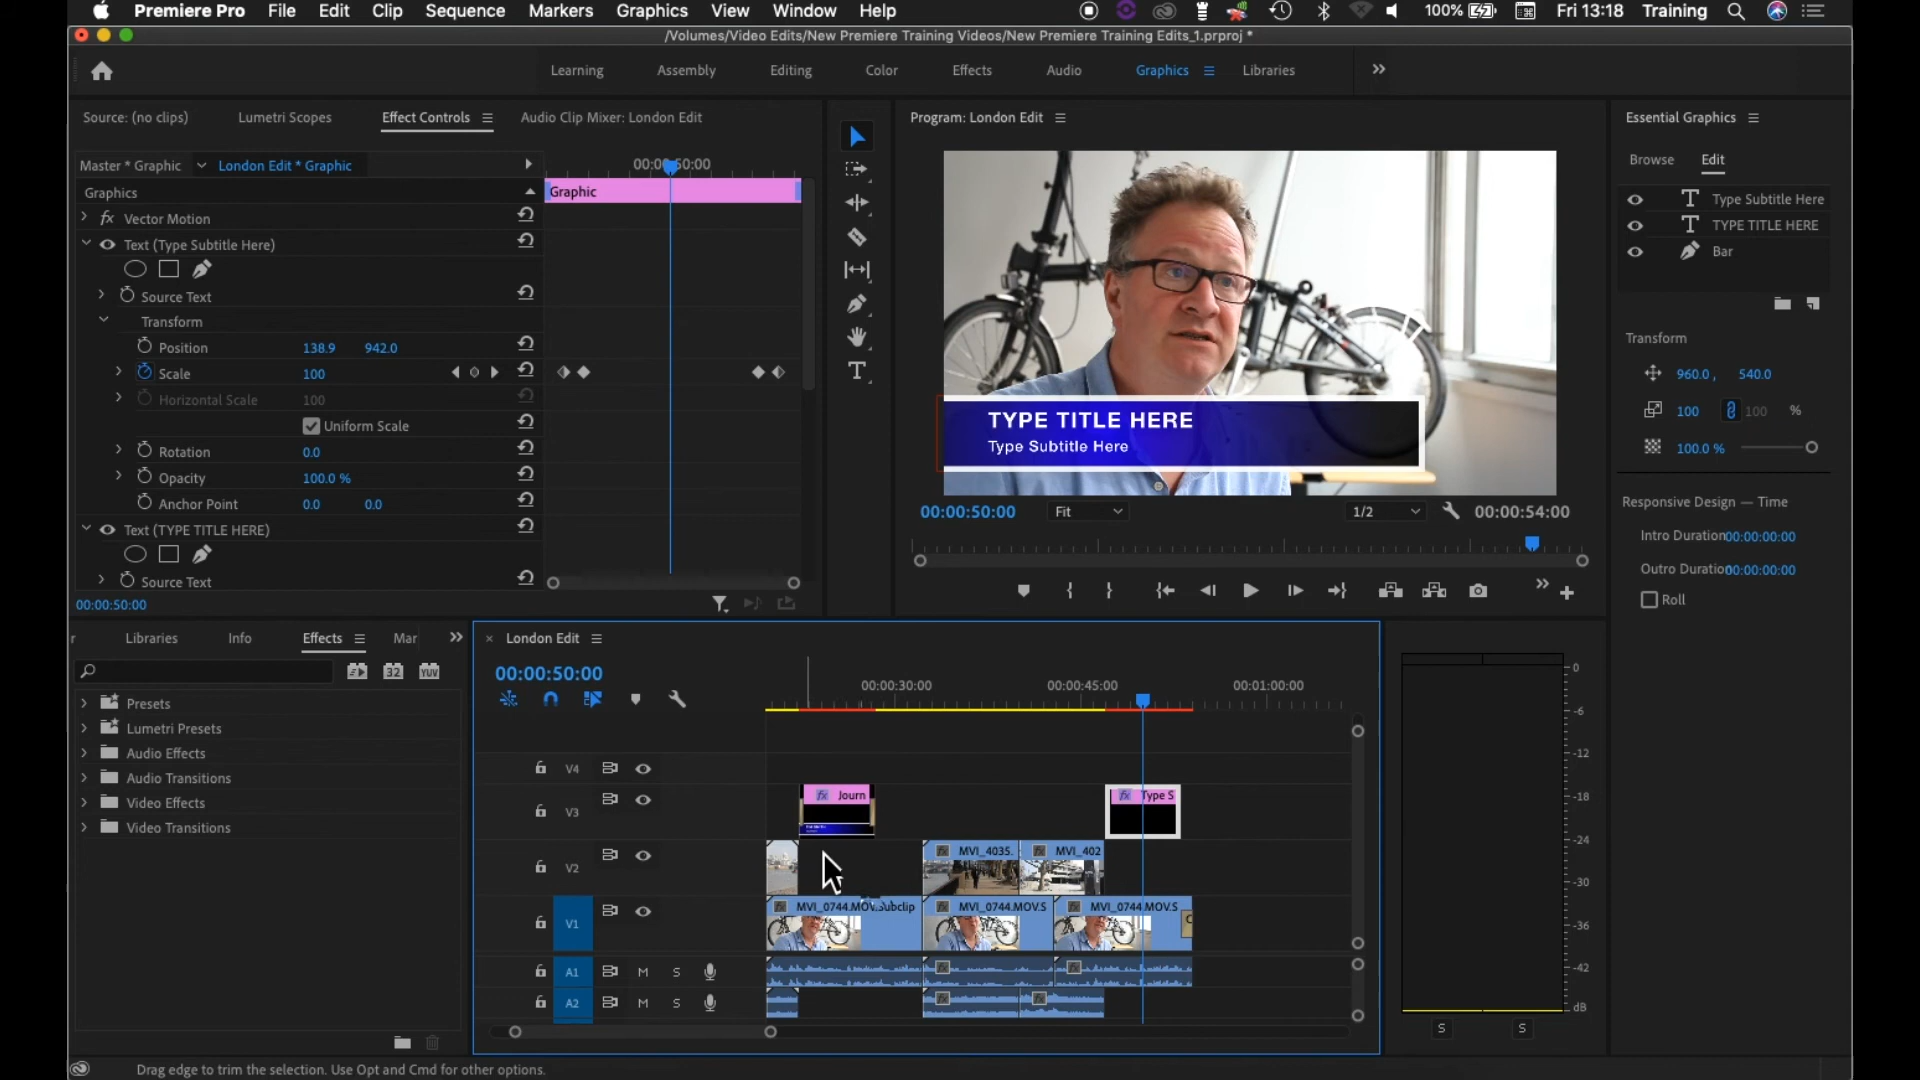 Premiere Pro File Edit Clip Sequence Markers Graphics View Window Help 100% Fri 13:18 Training
/Volumes/Video Edits/New Premiere Training Videos/New Premiere Training Edits_1.prproj *
Learning Assembly Editing Color Effects Audio Graphics Libraries
Source: (no clips) Lumetri Scopes Effect Controls Audio Clip Mixer: London Edit
Master * Graphic London Edit * Graphic
Graphics
fx Vector Motion
Text (Type Subtitle Here)
Source Text
Transform
Position 138.9 942.0
Scale 100
Horizontal Scale 100
Uniform Scale
Rotation 0.0
Opacity 100.0 %
Anchor Point 0.0 0.0
Text (TYPE TITLE HERE)
Source Text
00:00:50:00
Graphic
00:00:50:00
Program: London Edit
TYPE TITLE HERE
Type Subtitle Here
00:00:50:00 Fit 1/2 00:00:54:00
Essential Graphics
Browse Edit
T Type Subtitle Here
T TYPE TITLE HERE
Bar
Transform
960.0 , 540.0
100 100 %
100.0 %
Responsive Design — Time
Intro Duration 00:00:00:00
Outro Duration 00:00:00:00
Roll
r Libraries Info Effects Mar
32 YUV
Presets
Lumetri Presets
Audio Effects
Audio Transitions
Video Effects
Video Transitions
× London Edit
00:00:50:00
00:00:30:00 00:00:45:00 00:01:00:00
V4
V3 fx Journ fx Type S
V2 fx MVI_4035. fx MVI_402
V1 fx MVI_0744.MOV.Subclip fx MVI_0744.MOV.S fx MVI_0744.MOV.S
A1 M S
A2 M S
0
-6
-12
-18
-24
-30
-36
-42
dB
S S
Drag edge to trim the selection. Use Opt and Cmd for other options.